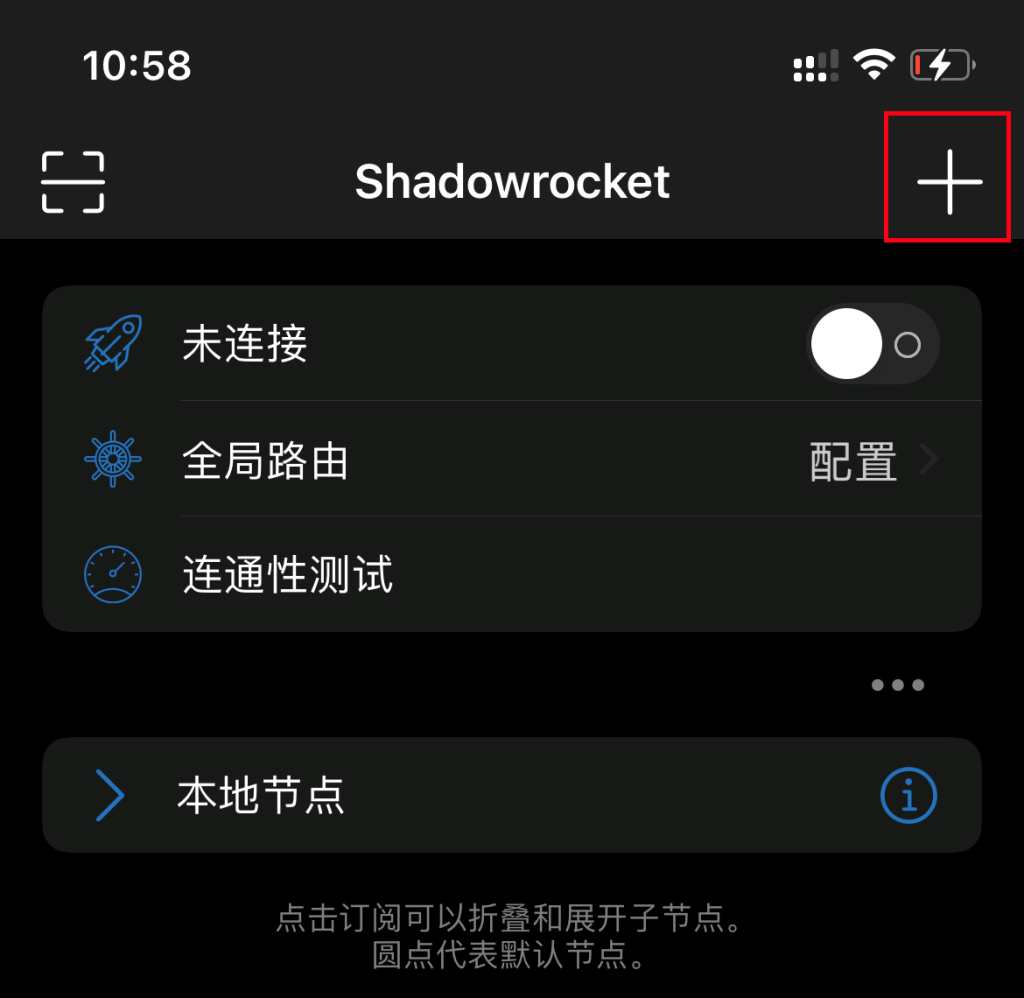 10:58
Shadowrocket
未连接
全局路由 配置
连通性测试
本地节点
点击订阅可以折叠和展开子节点。
圆点代表默认节点。